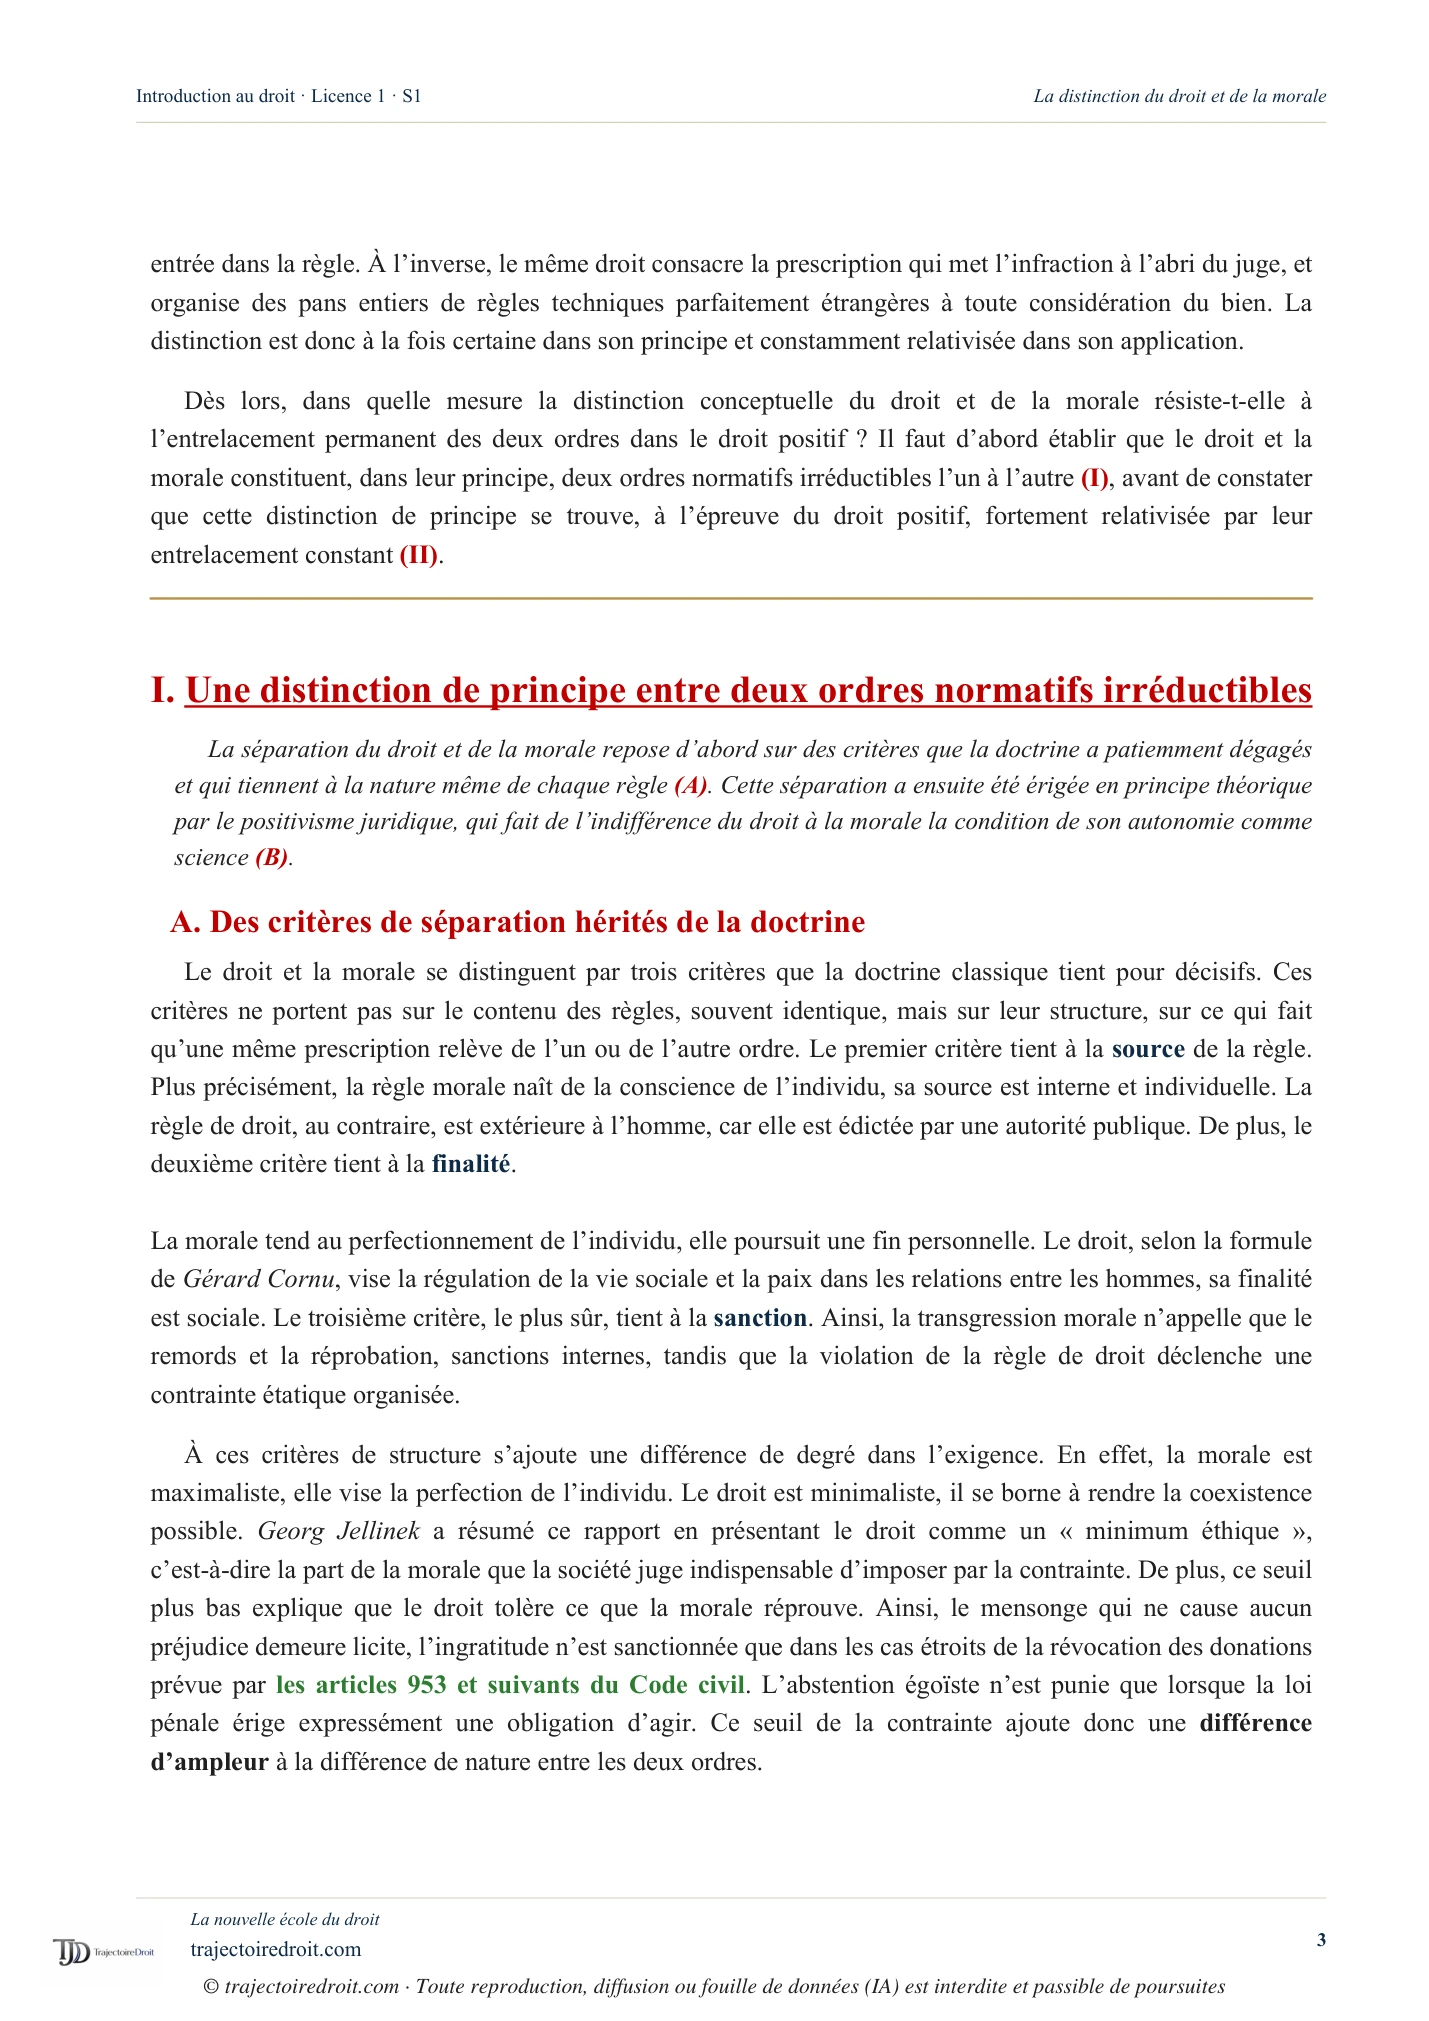 Introduction au droit · Licence 1 · S1
La distinction du droit et de la morale
entrée dans la règle. À l’inverse, le même droit consacre la prescription qui met l’infraction à l’abri du juge, et
organise des pans entiers de règles techniques parfaitement étrangères à toute considération du bien. La
distinction est donc à la fois certaine dans son principe et constamment relativisée dans son application.
Dès lors, dans quelle mesure la distinction conceptuelle du droit et de la morale résiste-t-elle à
l’entrelacement permanent des deux ordres dans le droit positif ? Il faut d’abord établir que le droit et la
morale constituent, dans leur principe, deux ordres normatifs irréductibles l’un à l’autre (I), avant de constater
que cette distinction de principe se trouve, à l’épreuve du droit positif, fortement relativisée par leur
entrelacement constant (II).
I. Une distinction de principe entre deux ordres normatifs irréductibles
La séparation du droit et de la morale repose d’abord sur des critères que la doctrine a patiemment dégagés
et qui tiennent à la nature même de chaque règle (A). Cette séparation a ensuite été érigée en principe théorique
par le positivisme juridique, qui fait de l’indifférence du droit à la morale la condition de son autonomie comme
science (B).
A. Des critères de séparation hérités de la doctrine
Le droit et la morale se distinguent par trois critères que la doctrine classique tient pour décisifs. Ces
critères ne portent pas sur le contenu des règles, souvent identique, mais sur leur structure, sur ce qui fait
qu’une même prescription relève de l’un ou de l’autre ordre. Le premier critère tient à la source de la règle.
Plus précisément, la règle morale naît de la conscience de l’individu, sa source est interne et individuelle. La
règle de droit, au contraire, est extérieure à l’homme, car elle est édictée par une autorité publique. De plus, le
deuxième critère tient à la finalité.
La morale tend au perfectionnement de l’individu, elle poursuit une fin personnelle. Le droit, selon la formule
de Gérard Cornu, vise la régulation de la vie sociale et la paix dans les relations entre les hommes, sa finalité
est sociale. Le troisième critère, le plus sûr, tient à la sanction. Ainsi, la transgression morale n’appelle que le
remords et la réprobation, sanctions internes, tandis que la violation de la règle de droit déclenche une
contrainte étatique organisée.
À ces critères de structure s’ajoute une différence de degré dans l’exigence. En effet, la morale est
maximaliste, elle vise la perfection de l’individu. Le droit est minimaliste, il se borne à rendre la coexistence
possible. Georg Jellinek a résumé ce rapport en présentant le droit comme un « minimum éthique »,
c’est-à-dire la part de la morale que la société juge indispensable d’imposer par la contrainte. De plus, ce seuil
plus bas explique que le droit tolère ce que la morale réprouve. Ainsi, le mensonge qui ne cause aucun
préjudice demeure licite, l’ingratitude n’est sanctionnée que dans les cas étroits de la révocation des donations
prévue par les articles 953 et suivants du Code civil. L’abstention égoïste n’est punie que lorsque la loi
pénale érige expressément une obligation d’agir. Ce seuil de la contrainte ajoute donc une différence
d’ampleur à la différence de nature entre les deux ordres.
La nouvelle école du droit
TJD TrajectoireDroit
trajectoiredroit.com
3
© trajectoiredroit.com · Toute reproduction, diffusion ou fouille de données (IA) est interdite et passible de poursuites